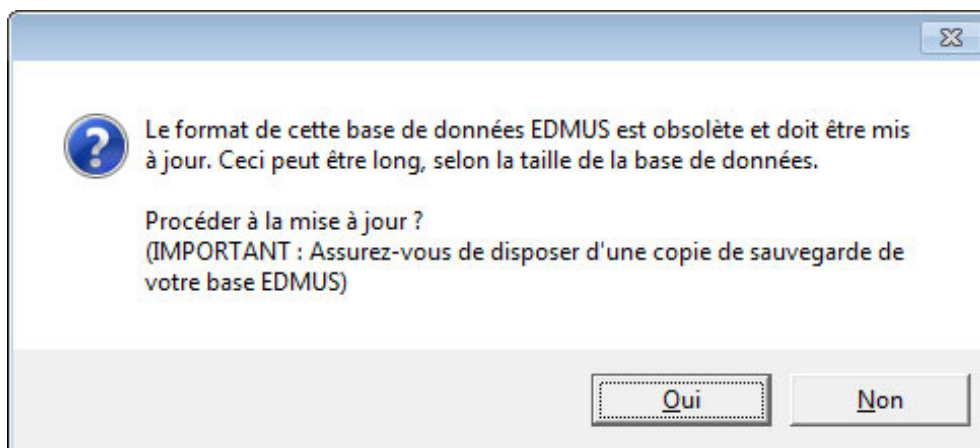 Le format de cette base de données EDMUS est obsolète et doit être mis
à jour. Ceci peut être long, selon la taille de la base de données.
Procéder à la mise à jour ?
(IMPORTANT : Assurez-vous de disposer d'une copie de sauvegarde de
votre base EDMUS)
Oui
Non